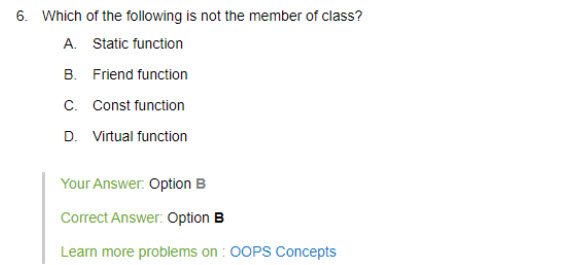 6. Which of the following is not the member of class?
A. Static function
B. Friend function
C. Const function
D. Virtual function
Your Answer: Option B
Correct Answer: Option B
Learn more problems on : OOPS Concepts